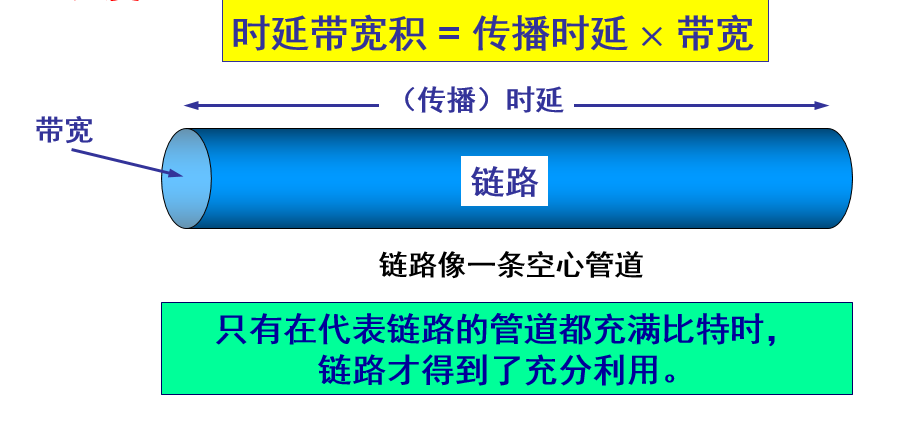 时延带宽积 = 传播时延 × 带宽
（传播）时延
带宽
链路
链路像一条空心管道
只有在代表链路的管道都充满比特时，
链路才得到了充分利用。